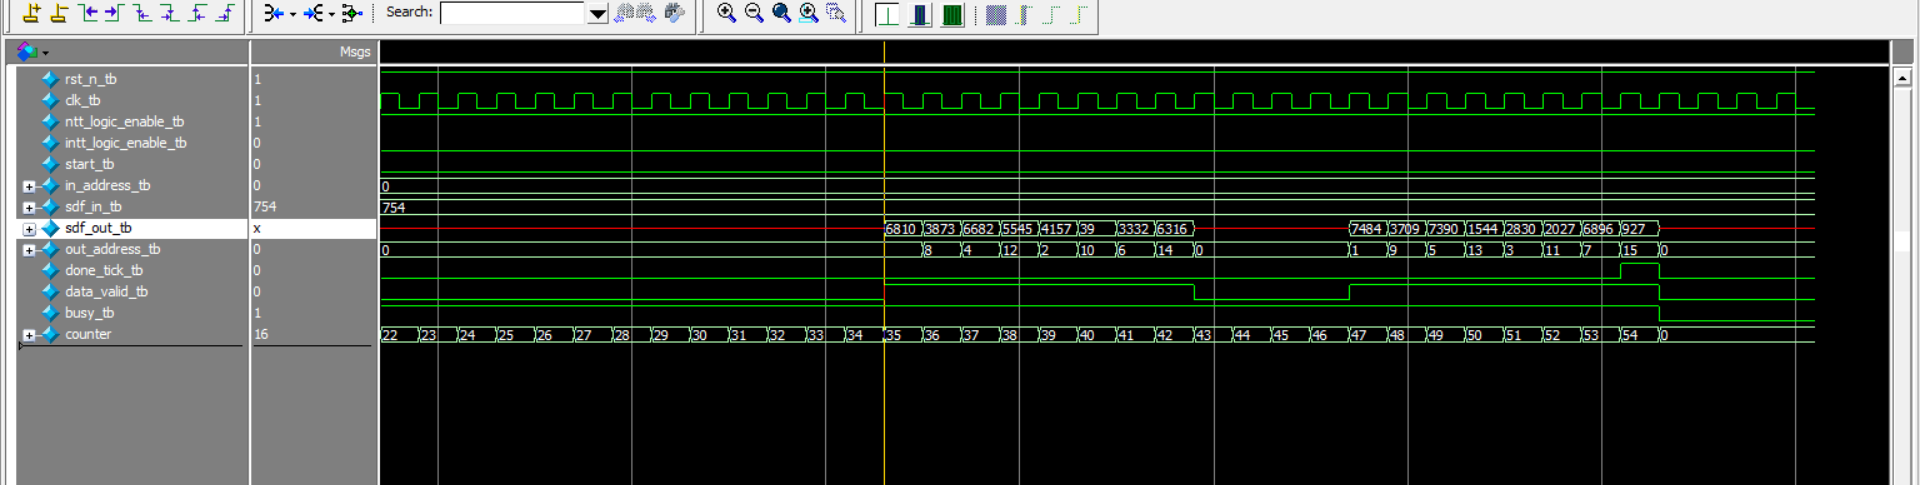 Search:
Msgs
rst_n_tb 1
clk_tb 1
ntt_logic_enable_tb 1
intt_logic_enable_tb 0
start_tb 0
in_address_tb 0 0
sdf_in_tb 754 754
sdf_out_tb x 6810 3873 6682 5545 4157 39 3332 6316 7484 3709 7390 1544 2830 2027 6896 927
out_address_tb 0 0 8 4 12 2 10 6 14 0 1 9 5 13 3 11 7 15 0
done_tick_tb 0
data_valid_tb 0
busy_tb 1
counter 16 22 23 24 25 26 27 28 29 30 31 32 33 34 35 36 37 38 39 40 41 42 43 44 45 46 47 48 49 50 51 52 53 54 0